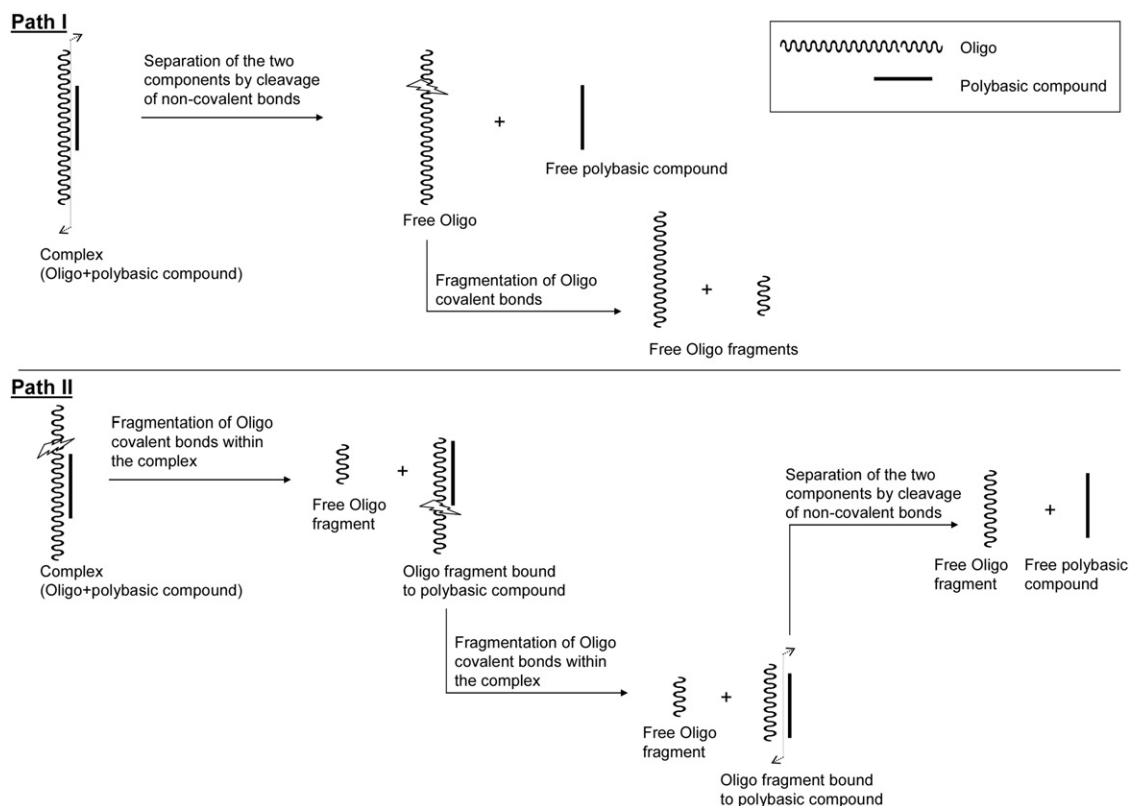 Path I
Separation of the two
components by cleavage
of non-covalent bonds
Oligo
Polybasic compound
+
Free polybasic compound
Free Oligo
Complex
(Oligo+polybasic compound)
Fragmentation of Oligo
covalent bonds
+
Free Oligo fragments
Path II
Fragmentation of Oligo
covalent bonds within
the complex
+
Free Oligo
fragment
Complex
(Oligo+polybasic compound)
Oligo fragment bound
to polybasic compound
Fragmentation of Oligo
covalent bonds within
the complex
+
Free Oligo
fragment
Oligo fragment bound
to polybasic compound
Separation of the two
components by cleavage
of non-covalent bonds
+
Free Oligo
fragment
Free polybasic
compound